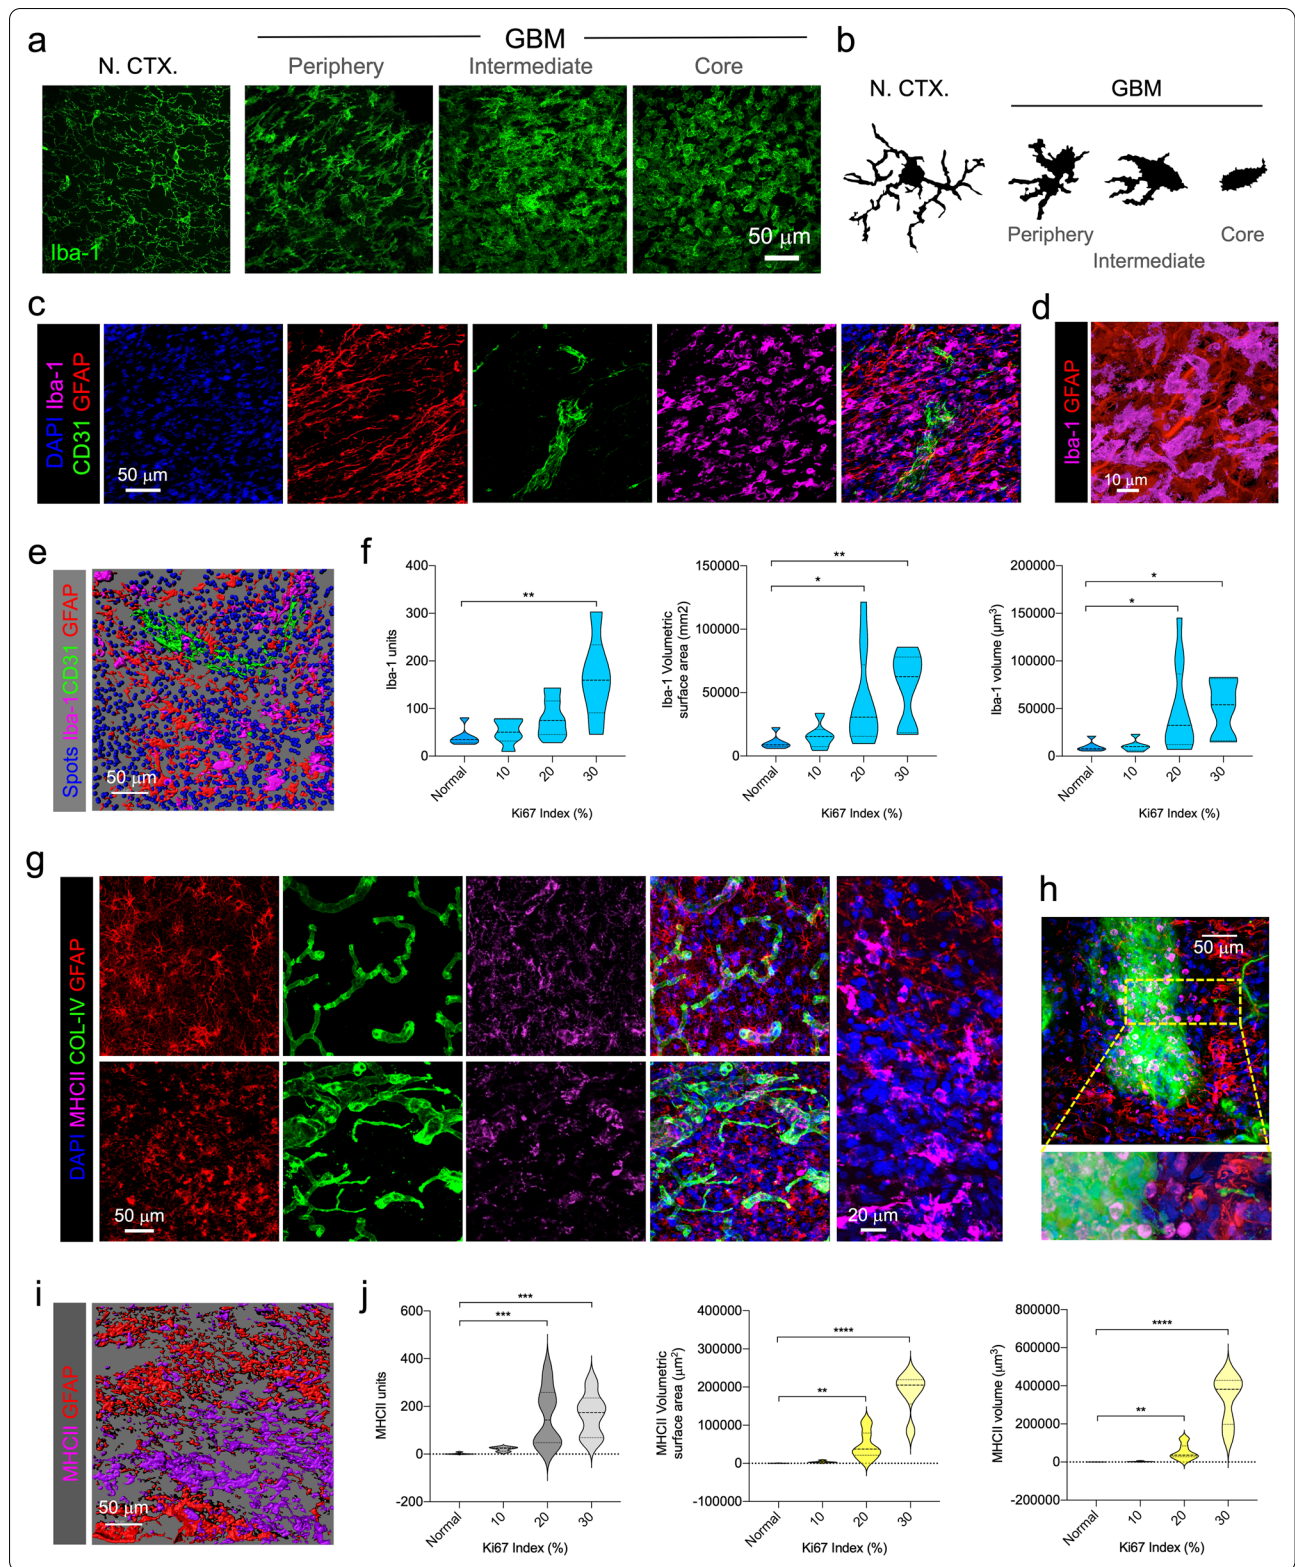 a
GBM
N. CTX.
Periphery
Intermediate
Core
Iba-1
50 µm
b
N. CTX.
GBM
Periphery
Intermediate
Core
c
DAPI Iba-1
CD31 GFAP
50 µm
d
Iba-1 GFAP
10 µm
e
Spots Iba-1 CD31 GFAP
50 µm
f
Iba-1 units
400
300
200
100
0
**
Normal
10
20
30
Ki67 Index (%)
Iba-1 Volumetric
surface area (mm2)
150000
100000
50000
0
**
*
Normal
10
20
30
Ki67 Index (%)
Iba-1 volume (µm³)
200000
150000
100000
50000
0
*
*
Normal
10
20
30
Ki67 Index (%)
g
DAPI MHCII COL-IV GFAP
50 µm
20 µm
h
50 µm
i
MHCII GFAP
50 µm
j
MHCII units
600
400
200
0
-200
***
***
Normal
10
20
30
Ki67 Index (%)
MHCII Volumetric
surface area (µm²)
400000
300000
200000
100000
0
-100000
****
**
Normal
10
20
30
Ki67 Index (%)
MHCII volume (µm³)
800000
600000
400000
200000
0
-200000
****
**
Normal
10
20
30
Ki67 Index (%)